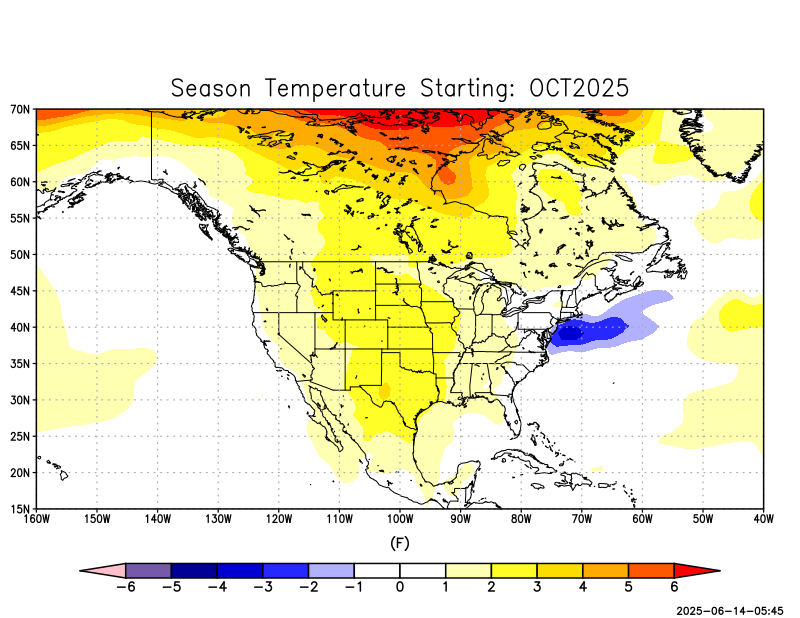 Season Temperature Starting: OCT2025
70N
65N
60N
55N
50N
45N
40N
35N
30N
25N
20N
15N
160W 150W 140W 130W 120W 110W 100W 90W 80W 70W 60W 50W 40W
(F)
−6 −5 −4 −3 −2 −1 0 1 2 3 4 5 6
2025-06-14-05:45